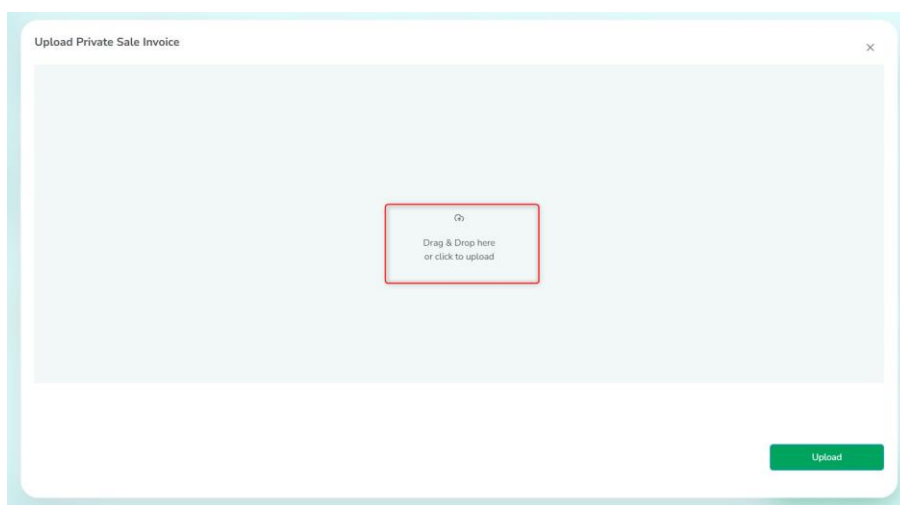 Upload Private Sale Invoice
Drag & Drop here
or click to upload
Upload